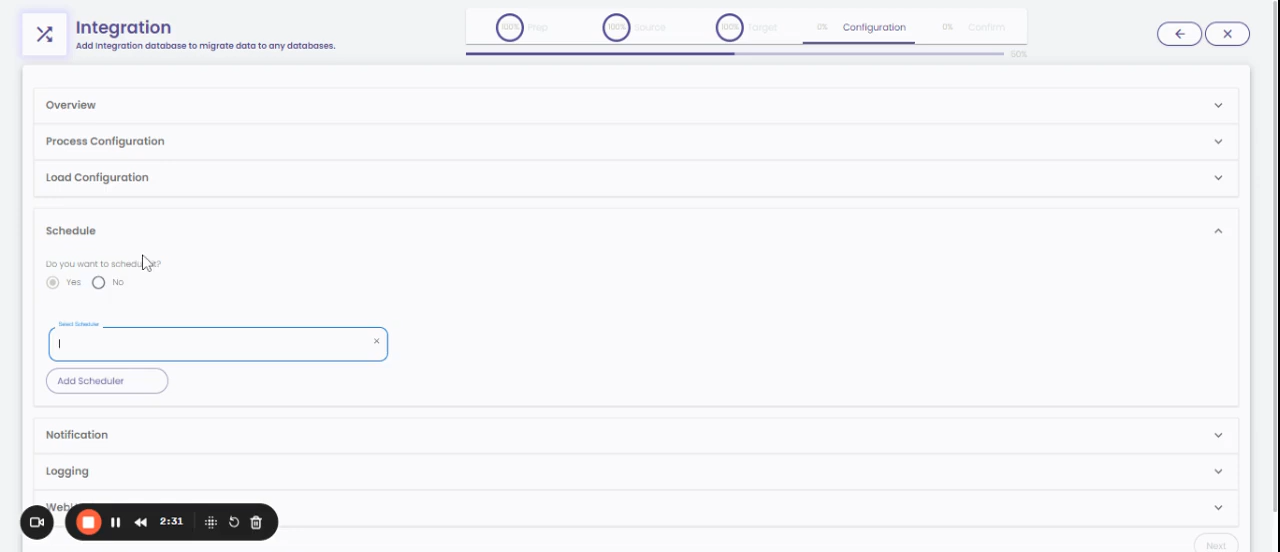 Integration
Add Integration database to migrate data to any databases.
100% Prep 100% Source 100% Target 0% Configuration 0% Confirm
60%
Overview
Process Configuration
Load Configuration
Schedule
Do you want to schedule it?
Yes No
Select Scheduler
Add Scheduler
Notification
Logging
2:31
Next